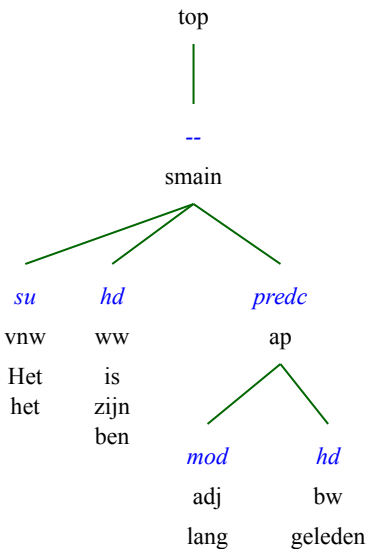 top
--
smain
su hd predc
vnw ww ap
Het is
het zijn
ben
mod hd
adj bw
lang geleden